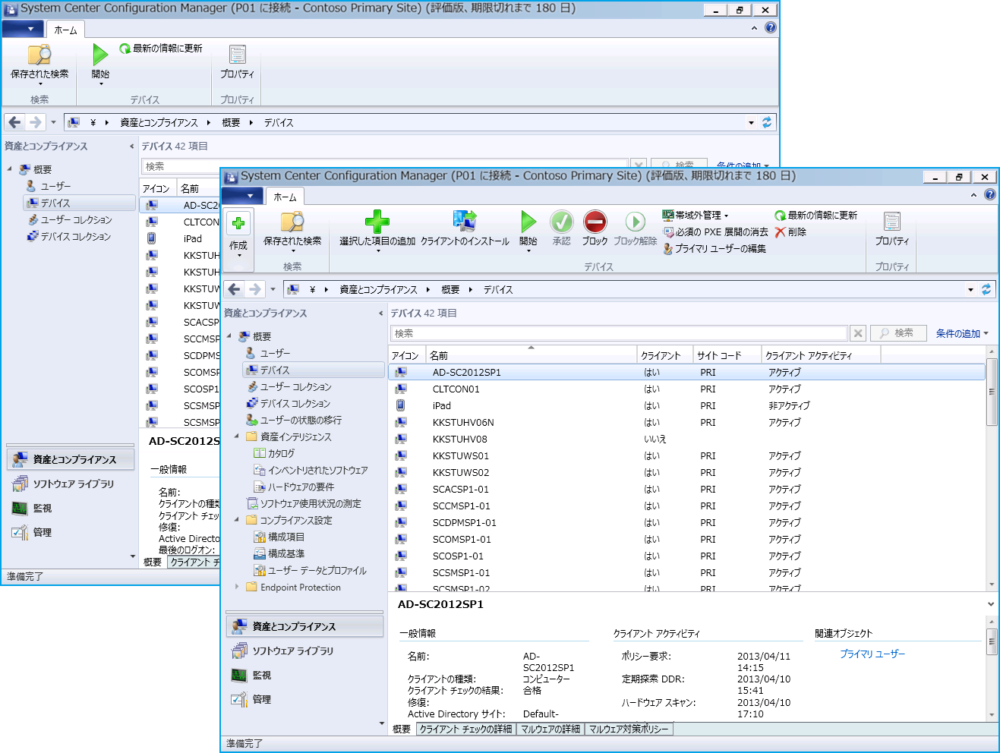 System Center Configuration Manager (P01 に接続 - Contoso Primary Site) (評価版、期限切れまで 180 日)
ホーム
保存された検索
開始
最新の情報に更新
プロパティ
検索
デバイス
プロパティ
¥ 資産とコンプライアンス 概要 デバイス
資産とコンプライアンス
デバイス 42 項目
概要
ユーザー
デバイス
ユーザー コレクション
デバイス コレクション
検索
検索
条件の追加
アイコン 名前
AD-SC20
CLTCON
iPad
KKSTUH
KKSTUH
KKSTUW
KKSTUW
SCACSP
SCCMSP
SCDPMS
SCOMSP
SCOSP1
SCSMSP
SCSMSP
AD-SC2012S
一般情報
名前:
クライアントの種類
クライアント チェッ
修復:
Active Directo
最後のログオン:
概要 クライアント チ
資産とコンプライアンス
ソフトウェア ライブラリ
監視
管理
準備完了
System Center Configuration Manager (P01 に接続 - Contoso Primary Site) (評価版、期限切れまで 180 日)
ホーム
作成
保存された検索
検索
選択した項目の追加
クライアントのインストール
開始
承認
ブロック
ブロック解除
帯域外管理
必須の PXE 展開の消去
プライマリ ユーザーの編集
最新の情報に更新
削除
デバイス
プロパティ
プロパティ
¥ 資産とコンプライアンス 概要 デバイス
資産とコンプライアンス
概要
ユーザー
デバイス
ユーザー コレクション
デバイス コレクション
ユーザーの状態の移行
資産インテリジェンス
カタログ
インベントリされたソフトウェア
ハードウェアの要件
ソフトウェア使用状況の測定
コンプライアンス設定
構成項目
構成基準
ユーザー データとプロファイル
Endpoint Protection
資産とコンプライアンス
ソフトウェア ライブラリ
監視
管理
デバイス 42 項目
検索
検索
条件の追加
アイコン 名前 クライアント サイト コード クライアント アクティビティ
AD-SC2012SP1 はい PRI アクティブ
CLTCON01 はい PRI アクティブ
iPad はい PRI 非アクティブ
KKSTUHV06N はい PRI アクティブ
KKSTUHV08 いいえ
KKSTUWS01 はい PRI アクティブ
KKSTUWS02 はい PRI アクティブ
SCACSP1-01 はい PRI アクティブ
SCCMSP1-01 はい PRI アクティブ
SCDPMSP1-01 はい PRI アクティブ
SCOMSP1-01 はい PRI アクティブ
SCOSP1-01 はい PRI アクティブ
SCSMSP1-01 はい PRI アクティブ
SCSMSP1-02 はい PRI アクティブ
AD-SC2012SP1
一般情報
名前: AD-SC2012SP1
クライアントの種類: コンピューター
クライアント チェックの結果: 合格
修復:
Active Directory サイト: Default-
クライアント アクティビティ
ポリシー要求: 2013/04/11 14:15
定期探索 DDR: 2013/04/10 15:41
ハードウェア スキャン: 2013/04/10 17:10
関連オブジェクト
プライマリ ユーザー
概要 クライアント チェックの詳細 マルウェアの詳細 マルウェア対策ポリシー
準備完了